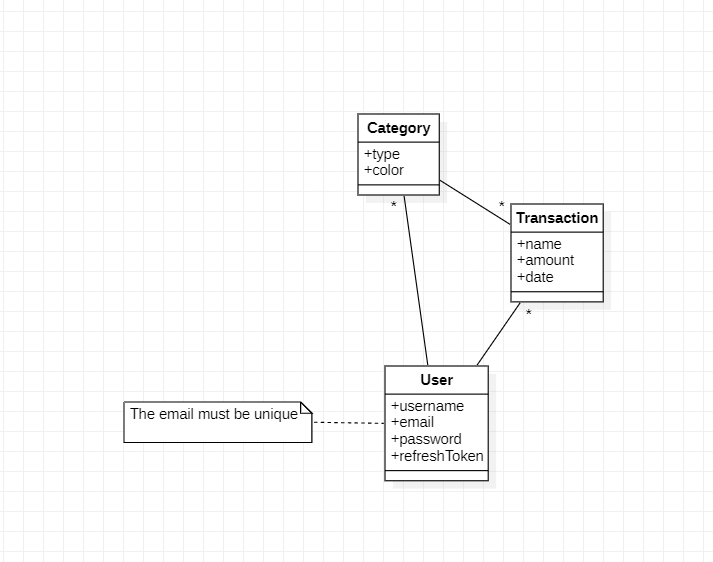 Category
+type
+color
*
*
Transaction
+name
+amount
+date
*
User
+username
+email
+password
+refreshToken
The email must be unique